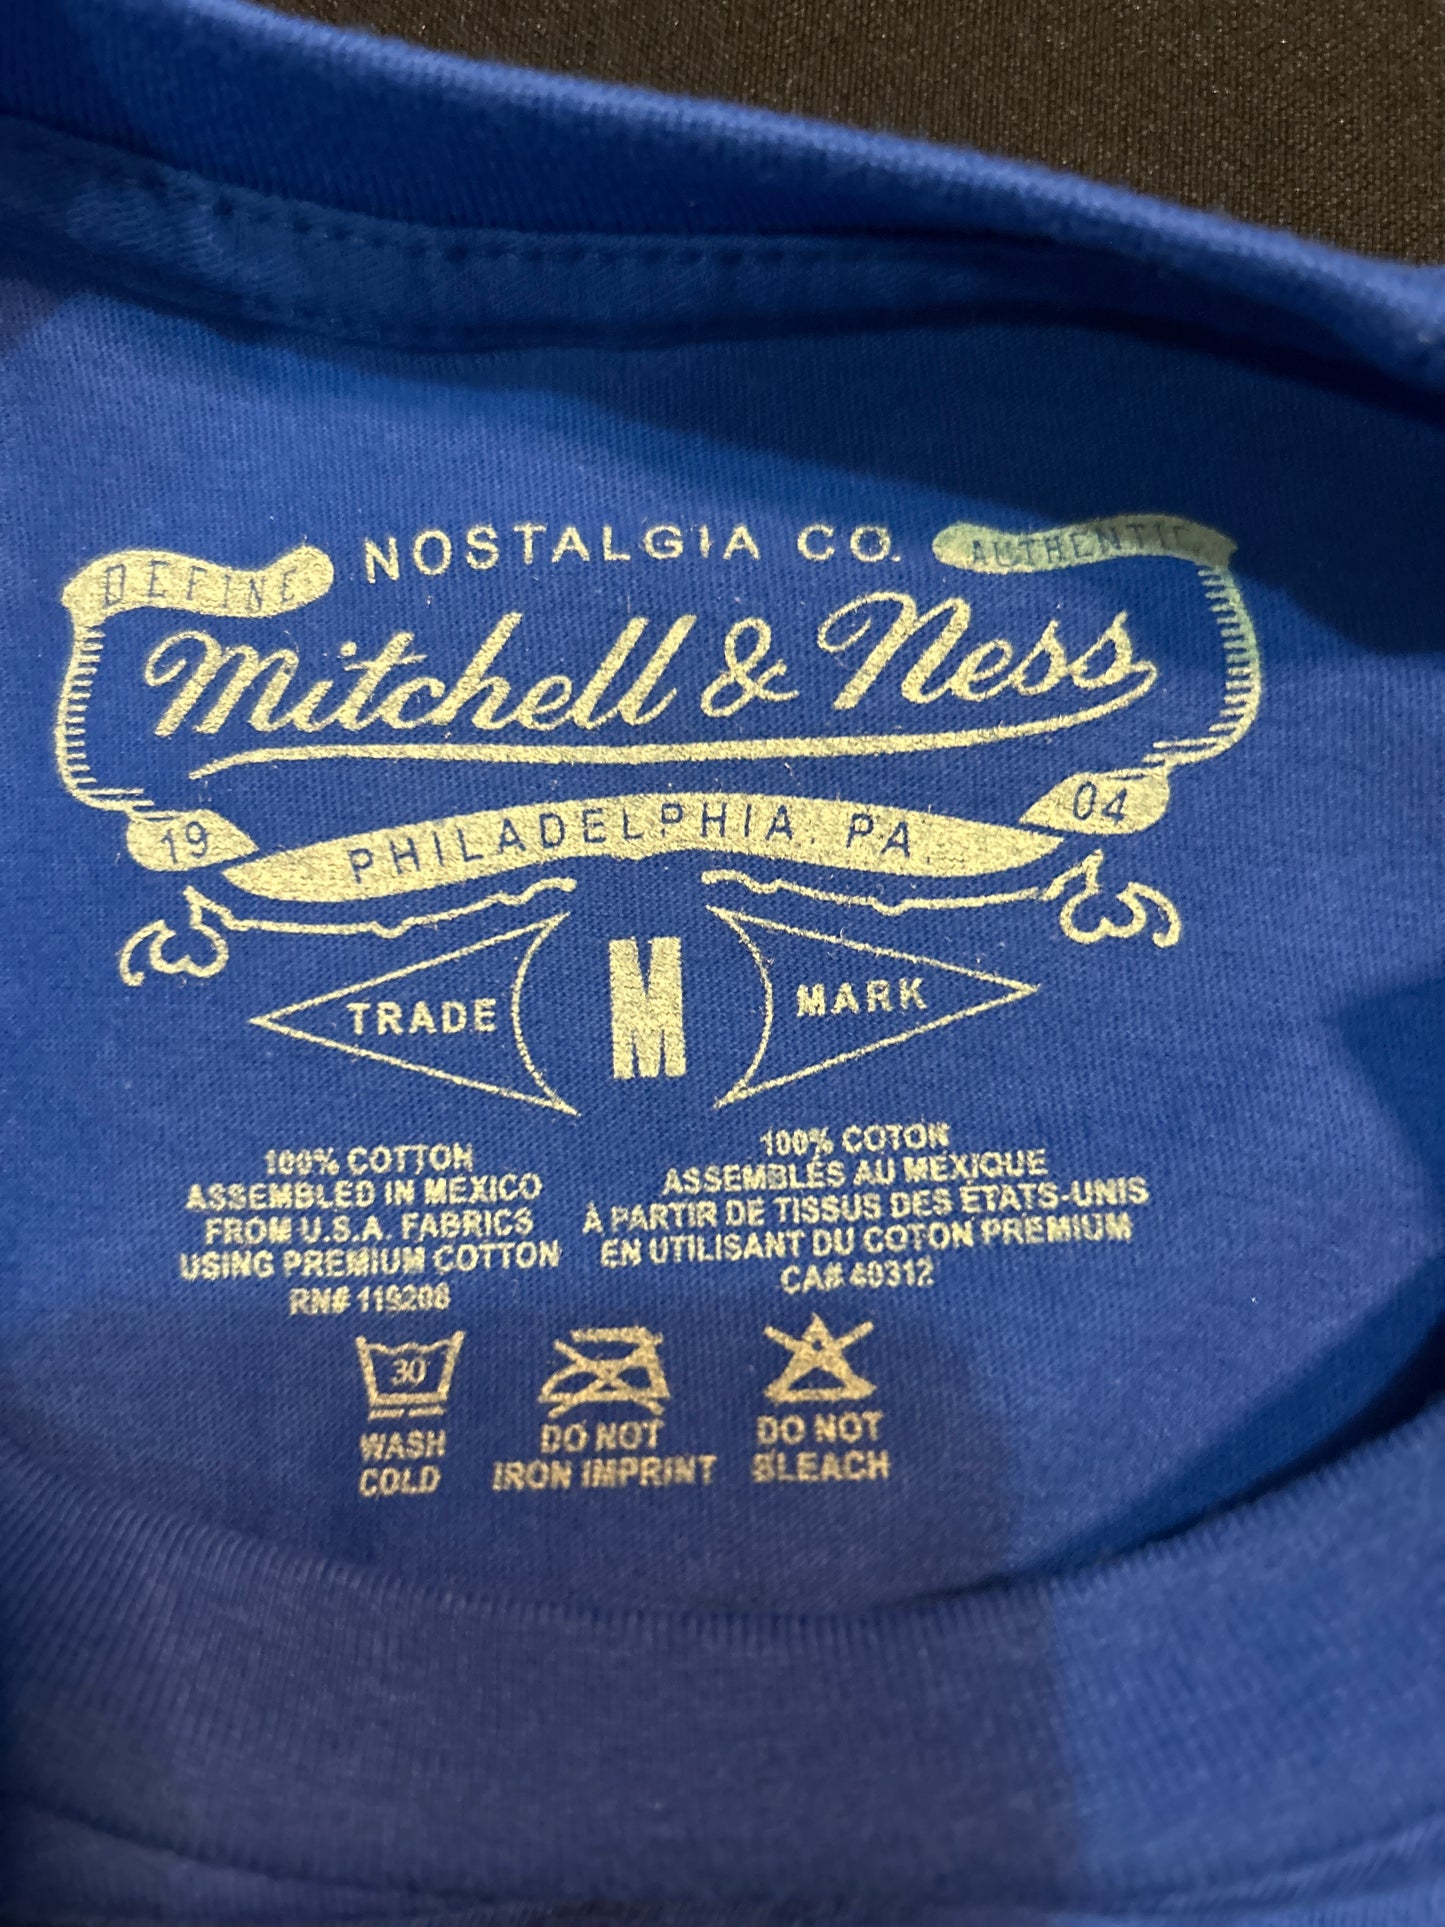 NOSTALGIA CO.
DEFINE AUTHENTIC
Mitchell & Ness
19 PHILADELPHIA, PA. 04
TRADE M MARK
100% COTTON
ASSEMBLED IN MEXICO
FROM U.S.A. FABRICS
USING PREMIUM COTTON
RN# 119208
100% COTON
ASSEMBLÉS AU MEXIQUE
À PARTIR DE TISSUS DES ÉTATS-UNIS
EN UTILISANT DU COTON PREMIUM
CA# 40312
30
WASH
COLD
DO NOT
IRON IMPRINT
DO NOT
BLEACH